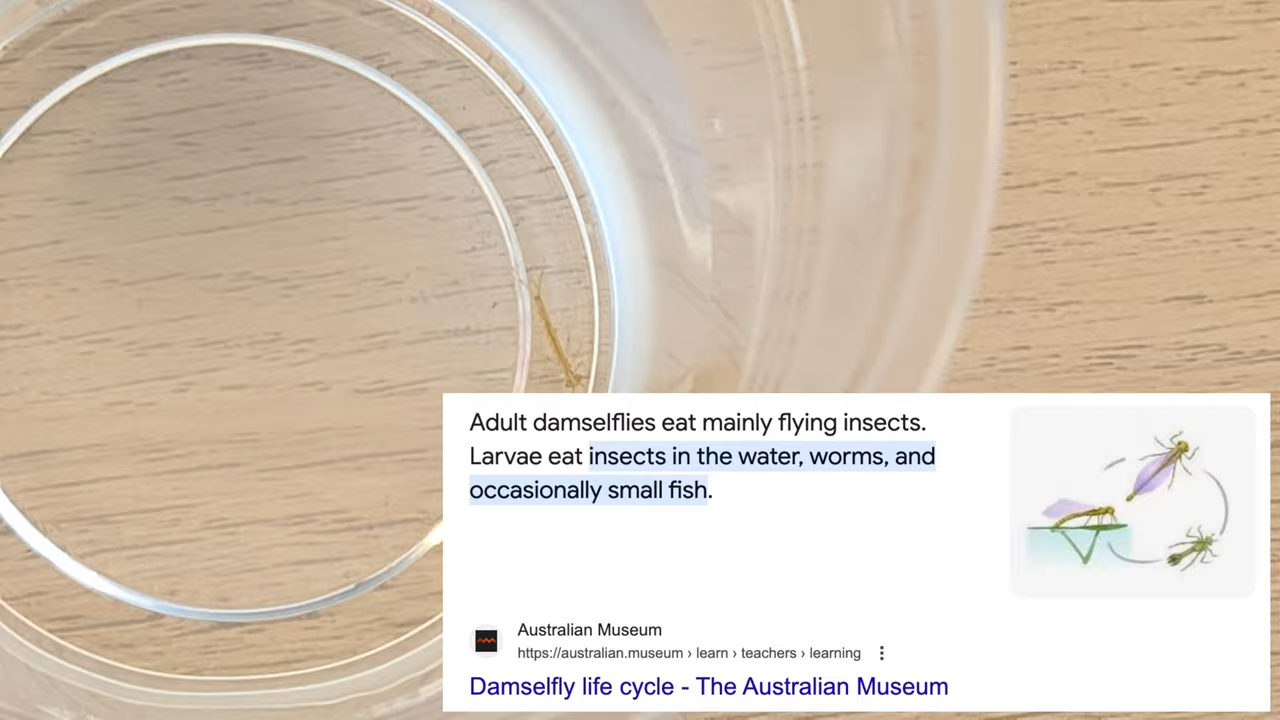 Adult damselflies eat mainly flying insects.
Larvae eat insects in the water, worms, and
occasionally small fish.
Australian Museum
https://australian.museum › learn › teachers › learning
Damselfly life cycle - The Australian Museum